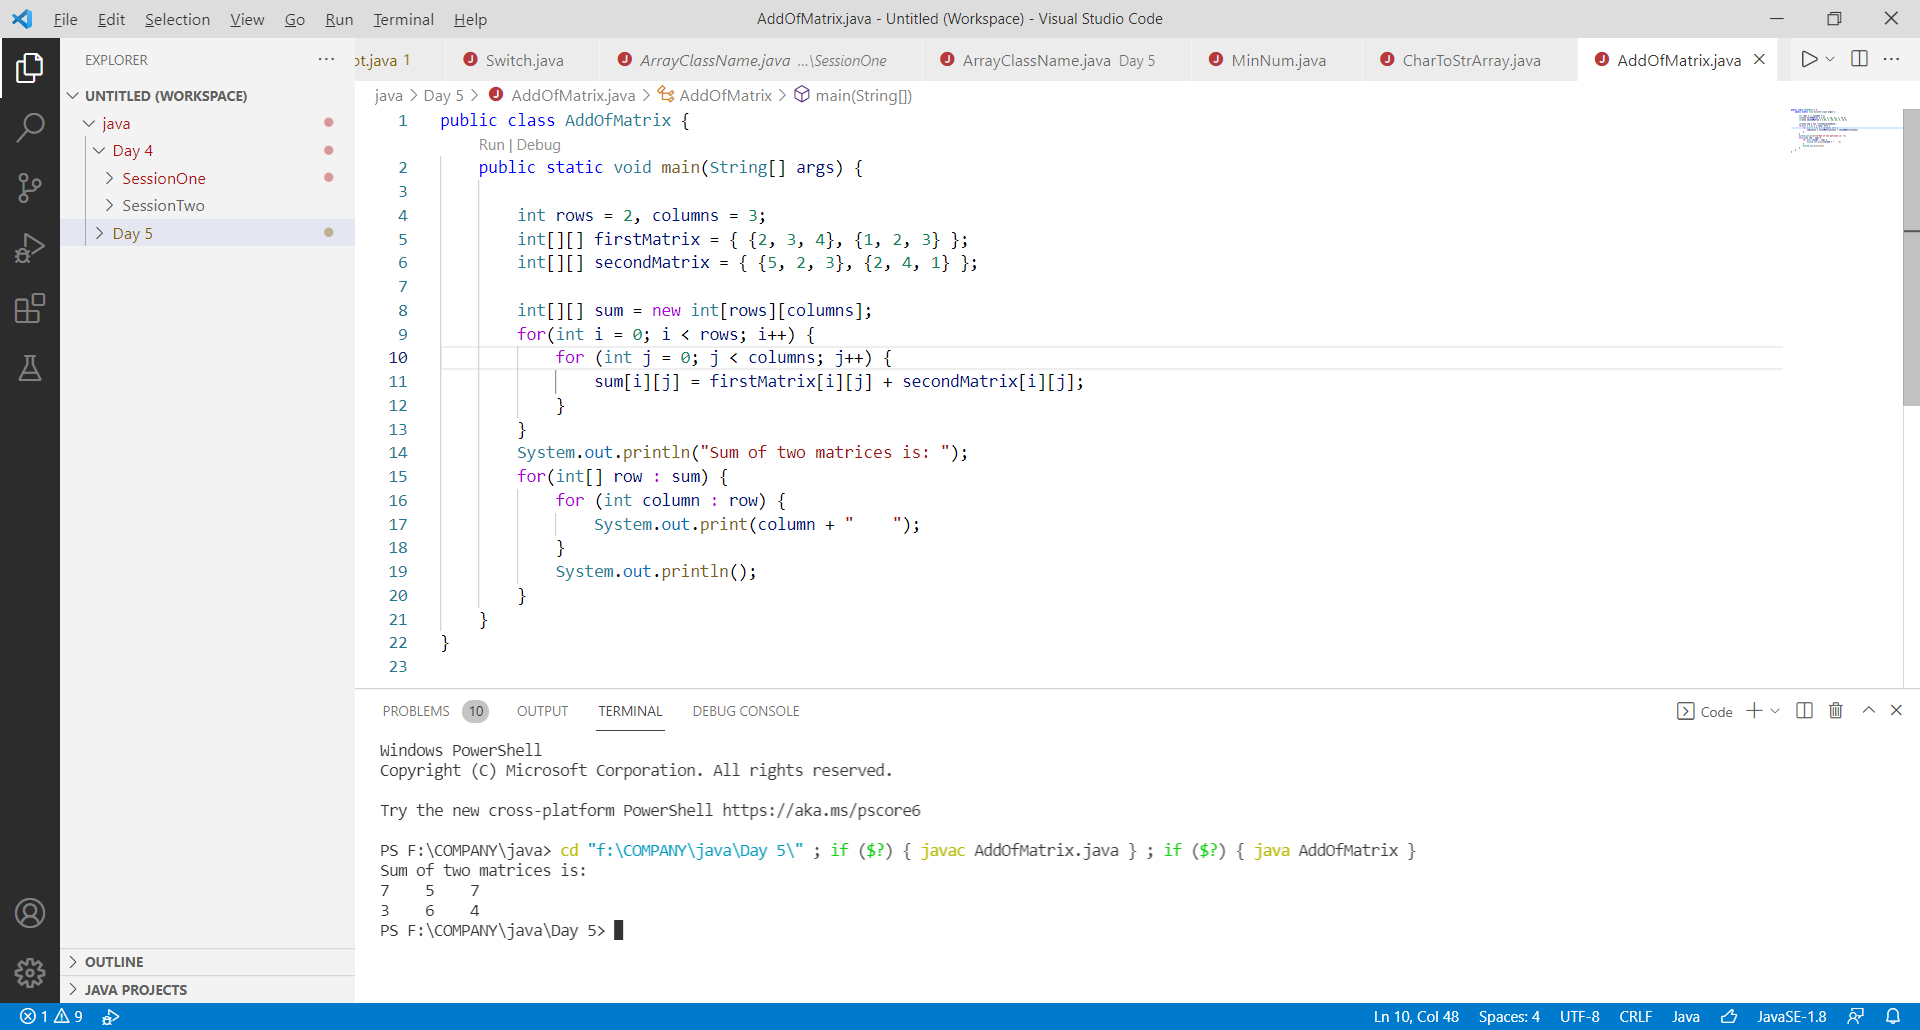 File Edit Selection View Go Run Terminal Help AddOfMatrix.java - Untitled (Workspace) - Visual Studio Code
EXPLORER ···
UNTITLED (WORKSPACE)
java
Day 4
SessionOne
SessionTwo
Day 5
OUTLINE
JAVA PROJECTS
ot.java 1 Switch.java ArrayClassName.java ...\SessionOne ArrayClassName.java Day 5 MinNum.java CharToStrArray.java AddOfMatrix.java
java > Day 5 > AddOfMatrix.java > AddOfMatrix > main(String[])
1 public class AddOfMatrix {
Run | Debug
2 public static void main(String[] args) {
3
4 int rows = 2, columns = 3;
5 int[][] firstMatrix = { {2, 3, 4}, {1, 2, 3} };
6 int[][] secondMatrix = { {5, 2, 3}, {2, 4, 1} };
7
8 int[][] sum = new int[rows][columns];
9 for(int i = 0; i < rows; i++) {
10 for (int j = 0; j < columns; j++) {
11 sum[i][j] = firstMatrix[i][j] + secondMatrix[i][j];
12 }
13 }
14 System.out.println("Sum of two matrices is: ");
15 for(int[] row : sum) {
16 for (int column : row) {
17 System.out.print(column + "    ");
18 }
19 System.out.println();
20 }
21 }
22 }
23
PROBLEMS 10 OUTPUT TERMINAL DEBUG CONSOLE Code
Windows PowerShell
Copyright (C) Microsoft Corporation. All rights reserved.
Try the new cross-platform PowerShell https://aka.ms/pscore6
PS F:\COMPANY\java> cd "f:\COMPANY\java\Day 5\" ; if ($?) { javac AddOfMatrix.java } ; if ($?) { java AddOfMatrix }
Sum of two matrices is:
7    5    7
3    6    4
PS F:\COMPANY\java\Day 5>
1 9 Ln 10, Col 48 Spaces: 4 UTF-8 CRLF Java JavaSE-1.8